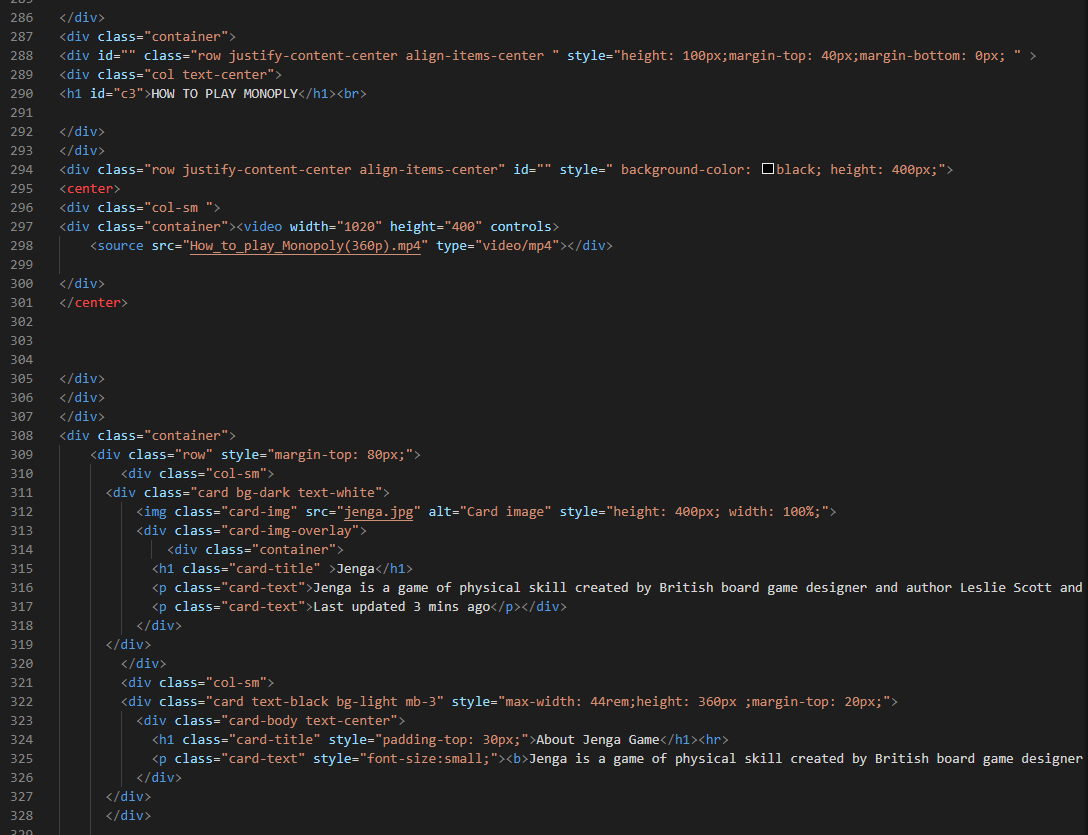 286 </div>
287 <div class="container">
288 <div id="" class="row justify-content-center align-items-center " style="height: 100px;margin-top: 40px;margin-bottom: 0px; " >
289 <div class="col text-center">
290 <h1 id="c3">HOW TO PLAY MONOPLY</h1><br>
291
292 </div>
293 </div>
294 <div class="row justify-content-center align-items-center" id="" style=" background-color: black; height: 400px;">
295 <center>
296 <div class="col-sm ">
297 <div class="container"><video width="1020" height="400" controls>
298     <source src="How_to_play_Monopoly(360p).mp4" type="video/mp4"></div>
299
300 </div>
301 </center>
302
303
304
305 </div>
306 </div>
307 </div>
308 <div class="container">
309     <div class="row" style="margin-top: 80px;">
310         <div class="col-sm">
311       <div class="card bg-dark text-white">
312           <img class="card-img" src="jenga.jpg" alt="Card image" style="height: 400px; width: 100%;">
313           <div class="card-img-overlay">
314               <div class="container">
315             <h1 class="card-title" >Jenga</h1>
316             <p class="card-text">Jenga is a game of physical skill created by British board game designer and author Leslie Scott and
317             <p class="card-text">Last updated 3 mins ago</p></div>
318           </div>
319       </div>
320         </div>
321         <div class="col-sm">
322         <div class="card text-black bg-light mb-3" style="max-width: 44rem;height: 360px ;margin-top: 20px;">
323           <div class="card-body text-center">
324             <h1 class="card-title" style="padding-top: 30px;">About Jenga Game</h1><hr>
325             <p class="card-text" style="font-size:small;"><b>Jenga is a game of physical skill created by British board game designer
326           </div>
327       </div>
328       </div>